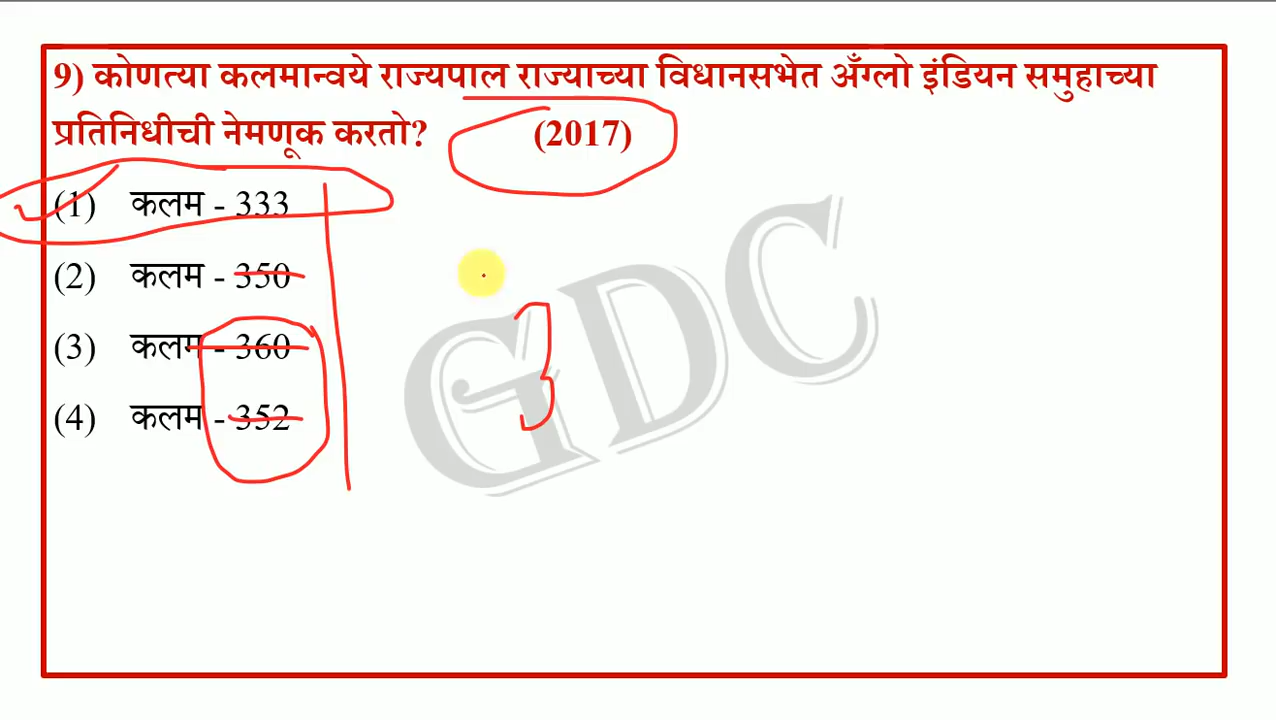 9) कोणत्या कलमान्वये राज्यपाल राज्याच्या विधानसभेत अँग्लो इंडियन समुहाच्या
प्रतिनिधीची नेमणूक करतो? (2017)
(1) कलम - 333
(2) कलम - 350
(3) कलम - 360
(4) कलम - 352
GDC